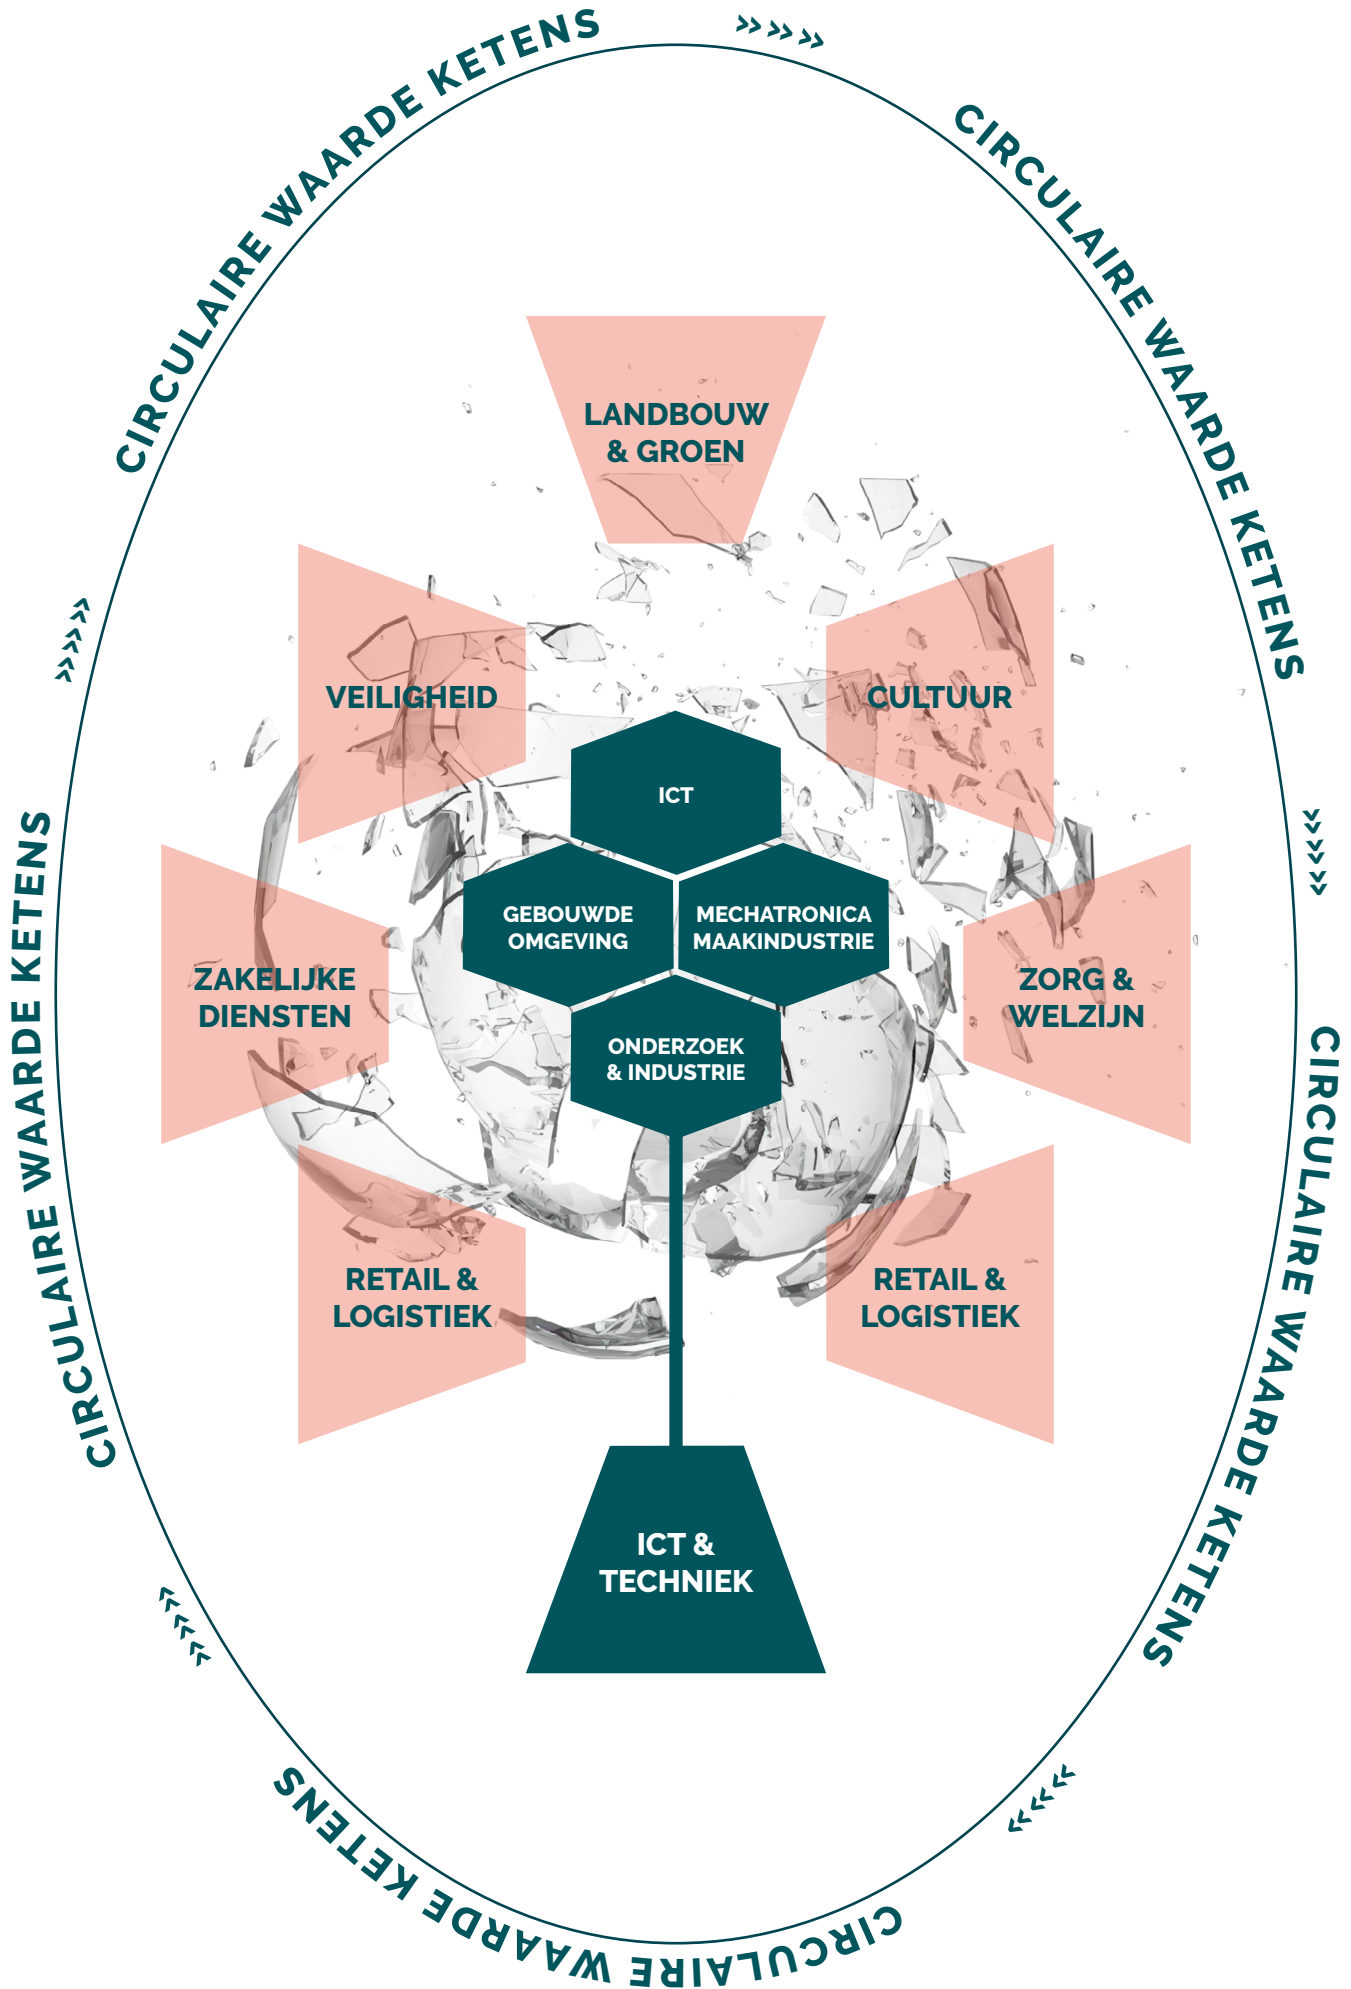 CIRCULAIRE WAARDE KETENS
»»»
CIRCULAIRE WAARDE KETENS
LANDBOUW
& GROEN
VEILIGHEID
CULTUUR
ICT
GEBOUWDE
OMGEVING
MECHATRONICA
MAAKINDUSTRIE
ZAKELIJKE
DIENSTEN
ZORG &
WELZIJN
ONDERZOEK
& INDUSTRIE
RETAIL &
LOGISTIEK
RETAIL &
LOGISTIEK
ICT &
TECHNIEK
CIRCULAIRE WAARDE KETENS
CIRCULAIRE WAARDE KETENS
CIRCULAIRE WAARDE KETENS